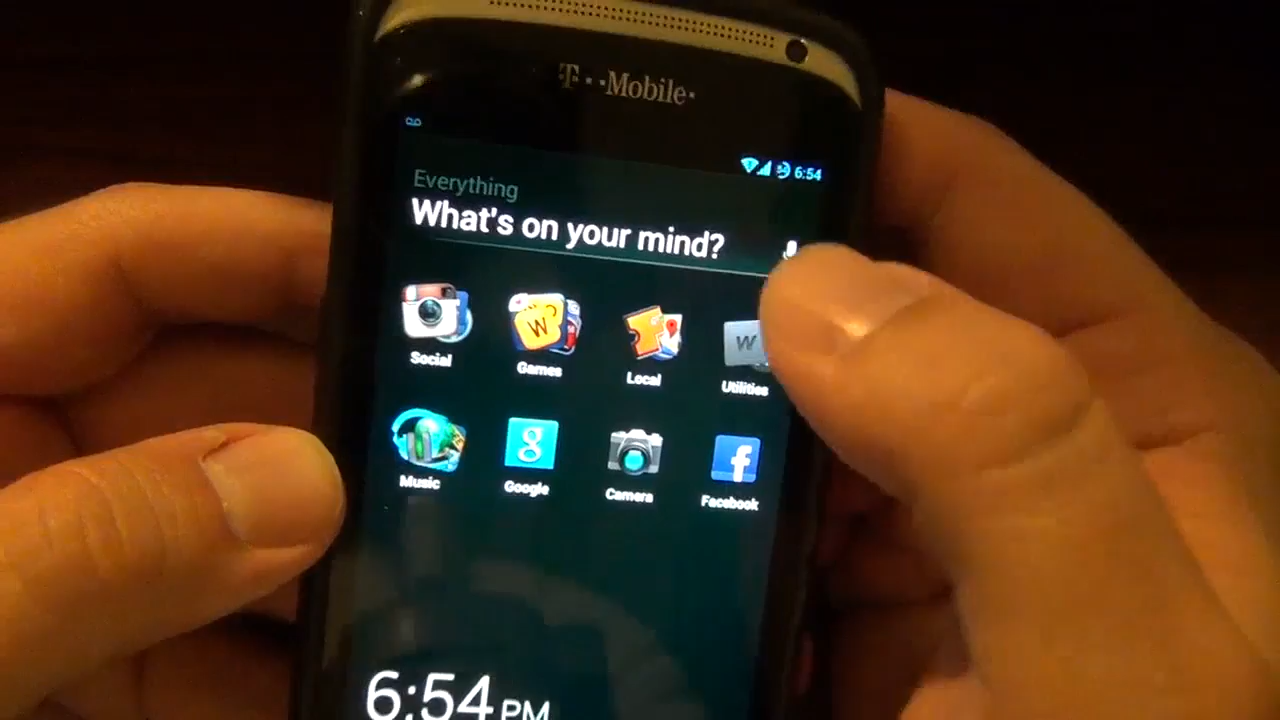 T··Mobile·
6:54
Everything
What's on your mind?
W
W
Social
Games
Local
Utilities
g
f
Music
Google
Camera
Facebook
6:54 PM